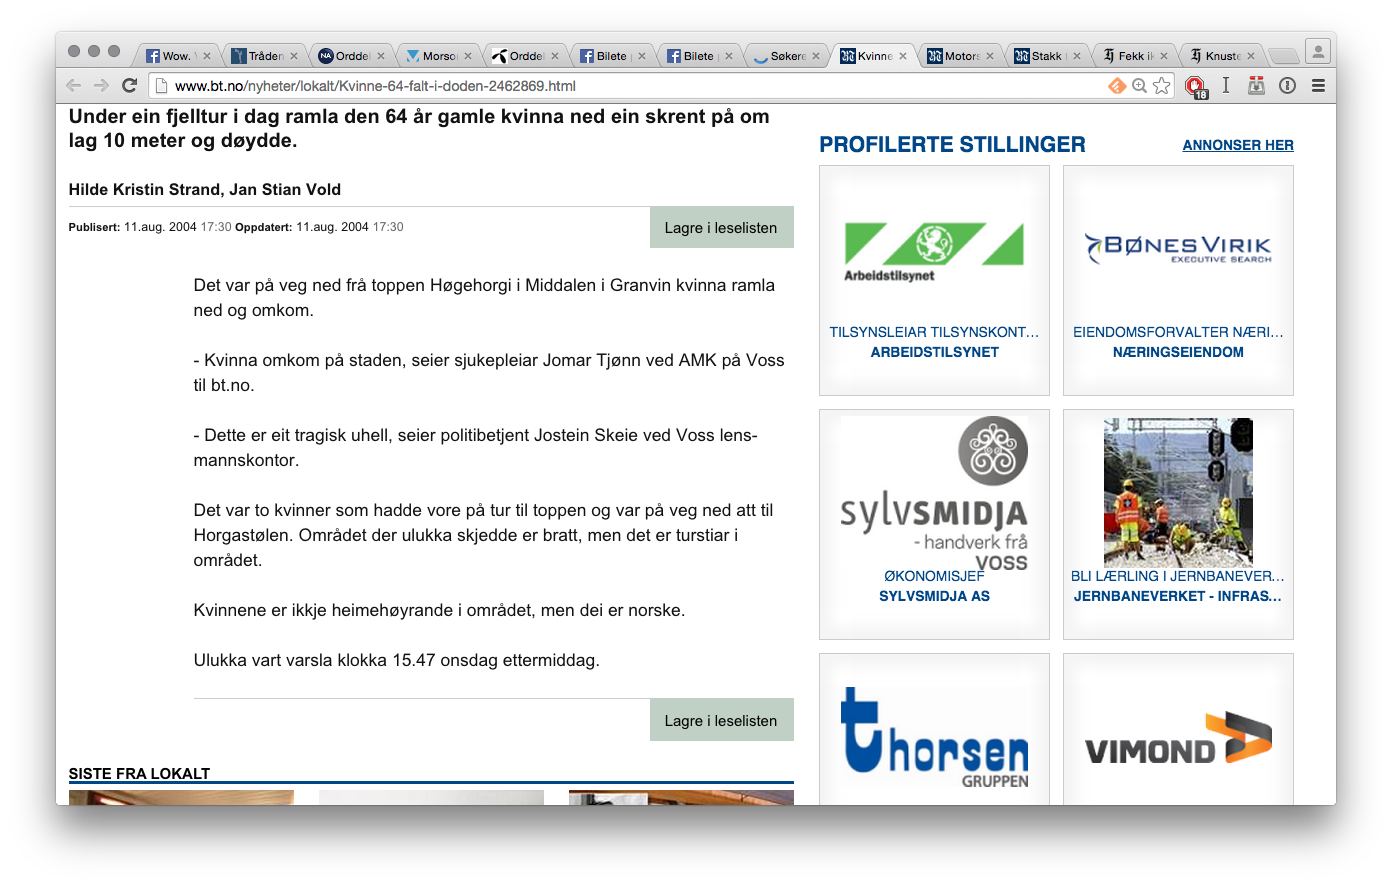 Wow. V
Tråden
Orddel
Morso
Orddel
Bilete
Bilete
Søkere
Kvinne
Motors
Stakk f
Fekk ik
Knuste
www.bt.no/nyheter/lokalt/Kvinne-64-falt-i-doden-2462869.html
18
Under ein fjelltur i dag ramla den 64 år gamle kvinna ned ein skrent på om
lag 10 meter og døydde.
Hilde Kristin Strand, Jan Stian Vold
Publisert: 11.aug. 2004 17:30 Oppdatert: 11.aug. 2004 17:30
Lagre i leselisten
Det var på veg ned frå toppen Høgehorgi i Middalen i Granvin kvinna ramla
ned og omkom.
- Kvinna omkom på staden, seier sjukepleiar Jomar Tjønn ved AMK på Voss
til bt.no.
- Dette er eit tragisk uhell, seier politibetjent Jostein Skeie ved Voss lens-
mannskontor.
Det var to kvinner som hadde vore på tur til toppen og var på veg ned att til
Horgastølen. Området der ulukka skjedde er bratt, men det er turstiar i
området.
Kvinnene er ikkje heimehøyrande i området, men dei er norske.
Ulukka vart varsla klokka 15.47 onsdag ettermiddag.
Lagre i leselisten
SISTE FRA LOKALT
PROFILERTE STILLINGER
ANNONSER HER
Arbeidstilsynet
TILSYNSLEIAR TILSYNSKONT...
ARBEIDSTILSYNET
BØNESVIRIK
EXECUTIVE SEARCH
EIENDOMSFORVALTER NÆRI...
NÆRINGSEIENDOM
sylvSMIDJA
- handverk frå
VOSS
ØKONOMISJEF
SYLVSMIDJA AS
BLI LÆRLING I JERNBANEVER...
JERNBANEVERKET - INFRAS...
thorsen
GRUPPEN
VIMOND